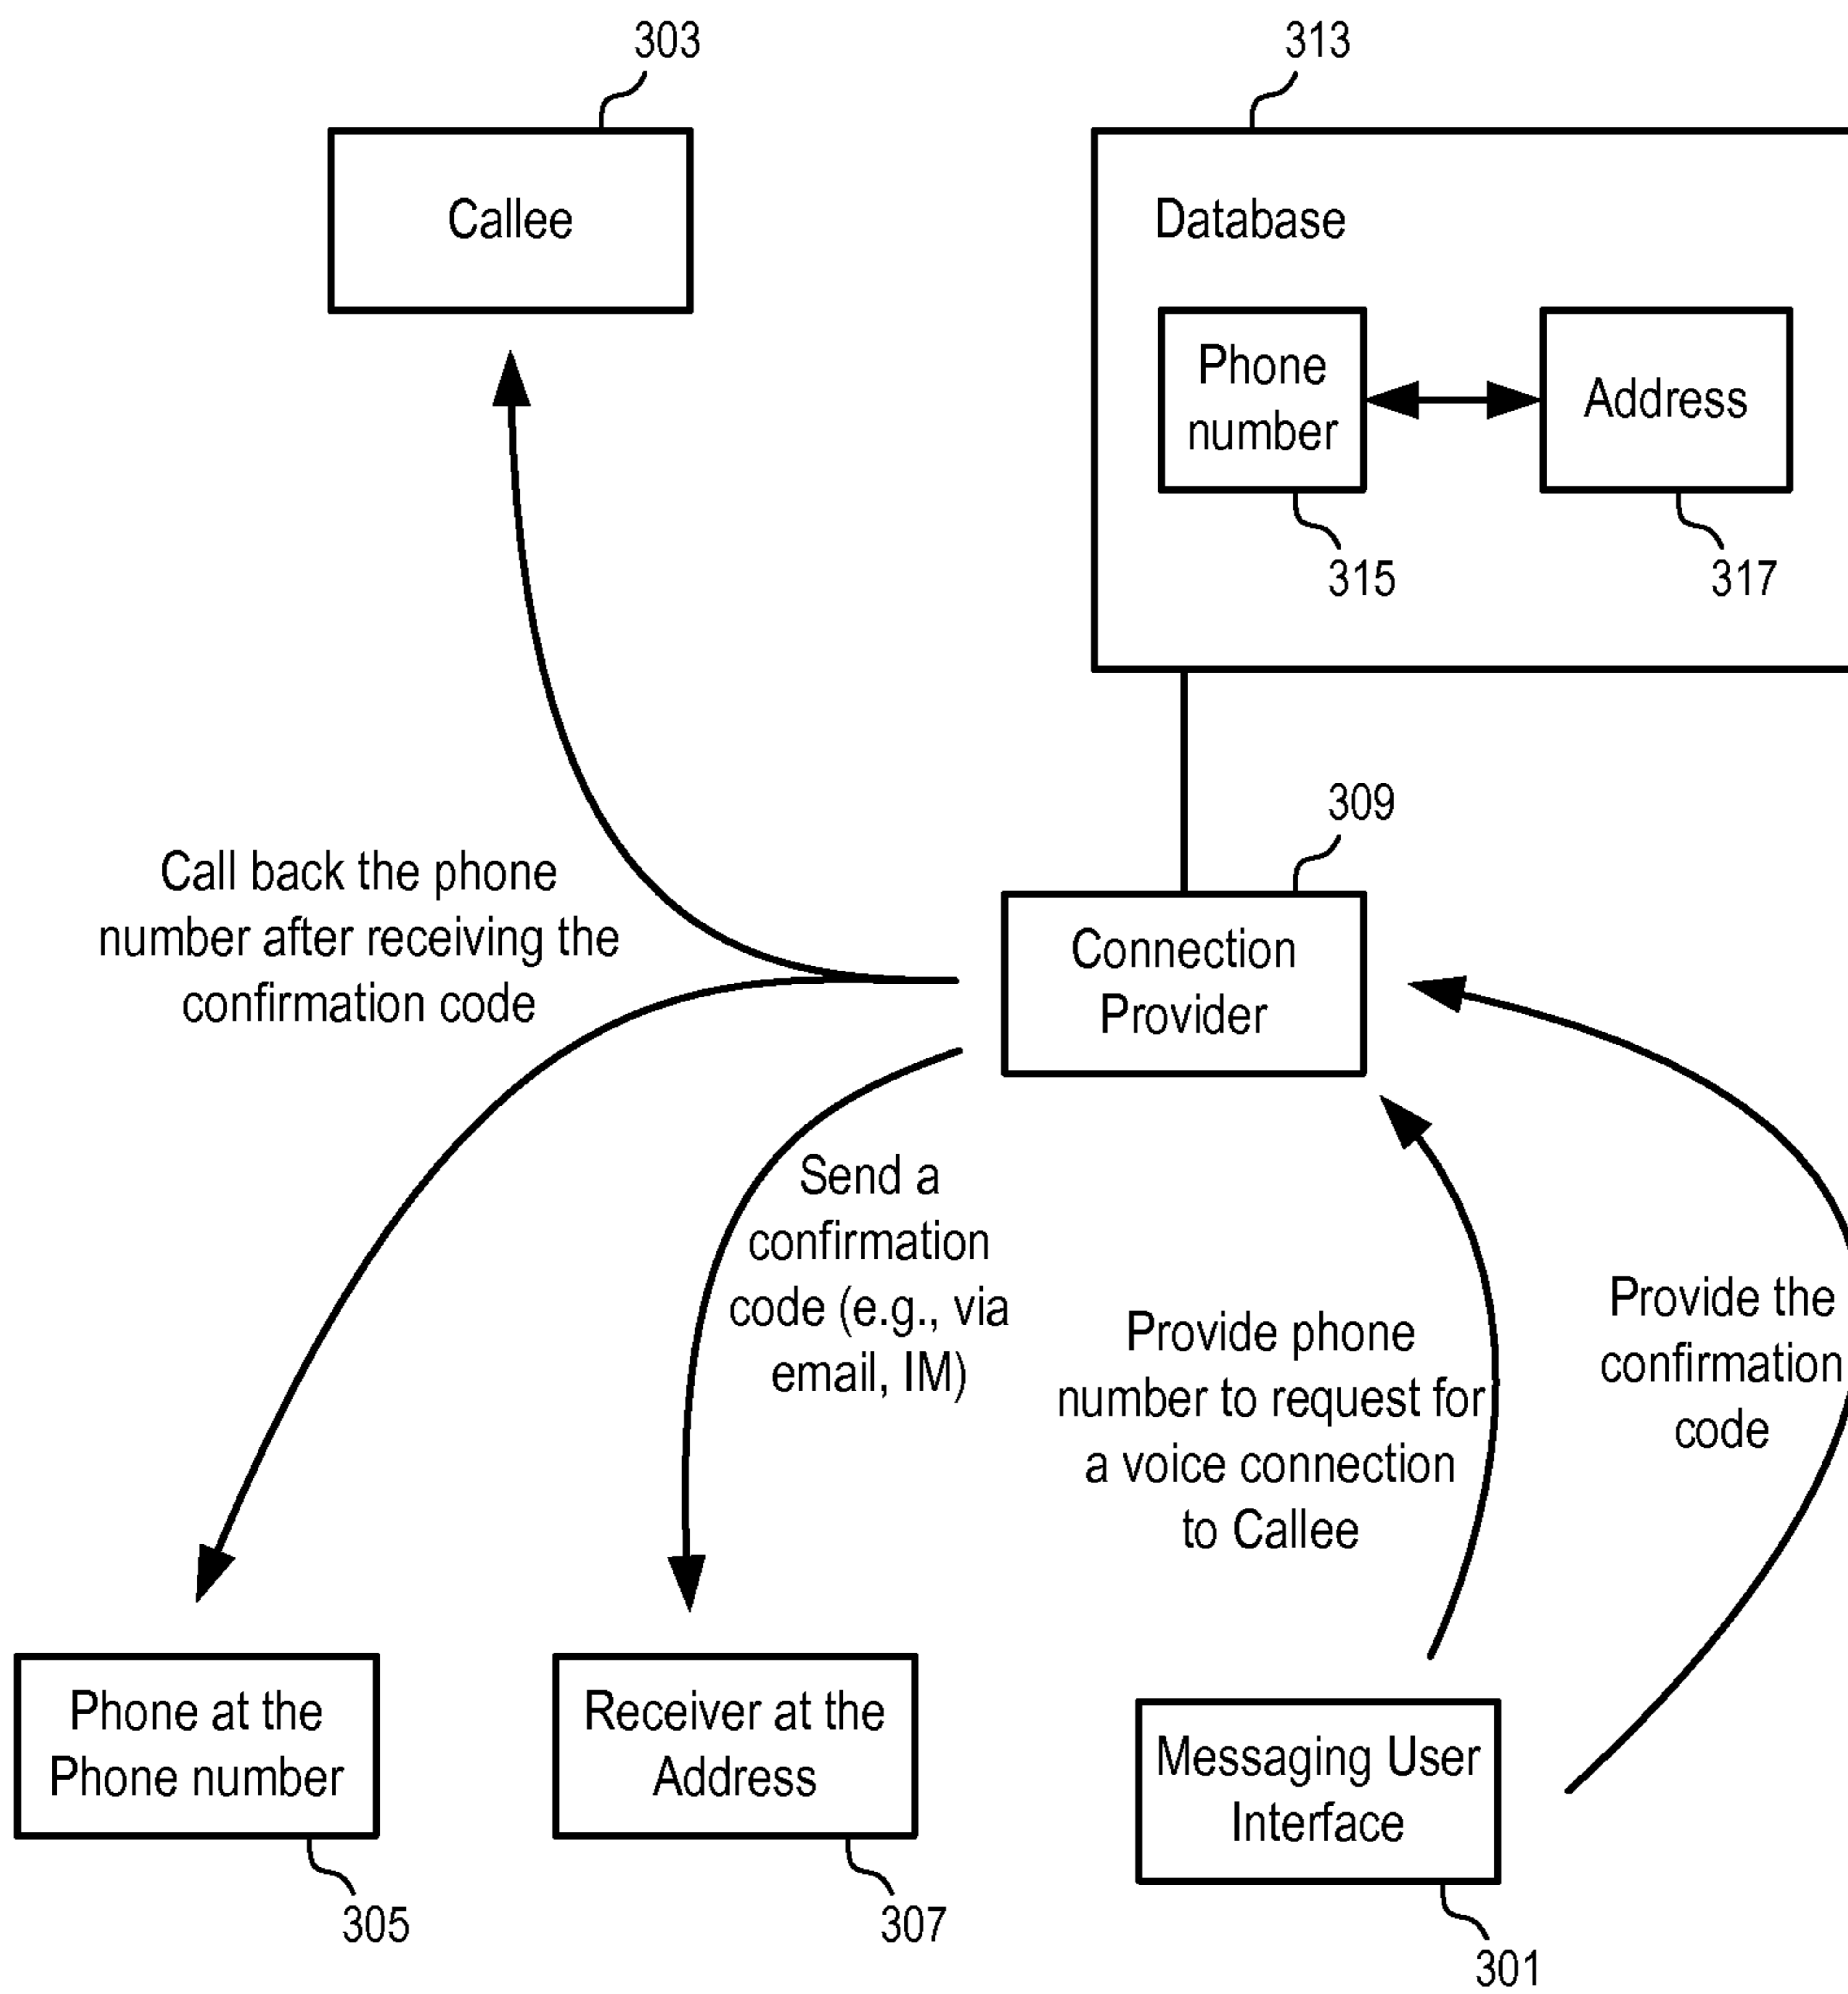 303
313
Callee
Database
Phone
number
Address
315
317
309
Call back the phone
number after receiving the
confirmation code
Connection
Provider
Send a
confirmation
code (e.g., via
email, IM)
Provide phone
number to request for
a voice connection
to Callee
Provide the
confirmation
code
Phone at the
Phone number
Receiver at the
Address
Messaging User
Interface
305
307
301